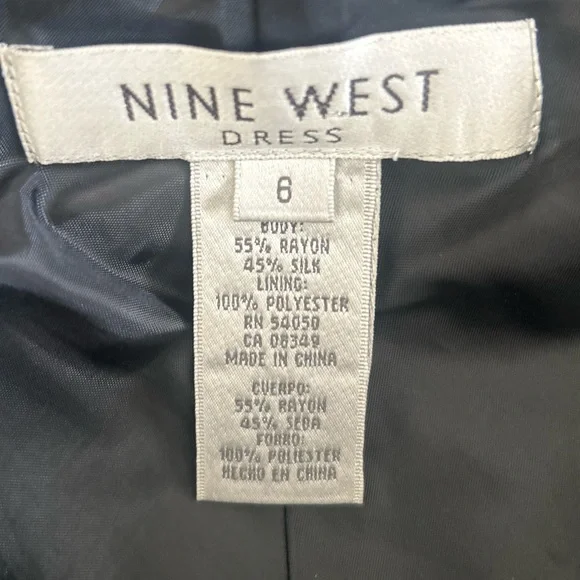 NINE WEST
DRESS
6
BODY:
55% RAYON
45% SILK
LINING:
100% POLYESTER
RN 54050
CA 08349
MADE IN CHINA
CUERPO:
55% RAYON
45% SEDA
FORRO:
100% POLIESTER
HECHO EN CHINA